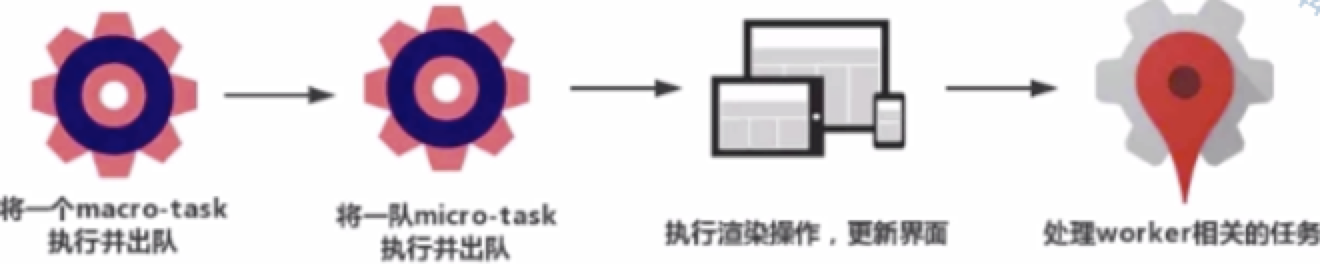 将一个macro-task
执行并出队
将一队micro-task
执行并出队
执行渲染操作，更新界面
处理worker相关的任务